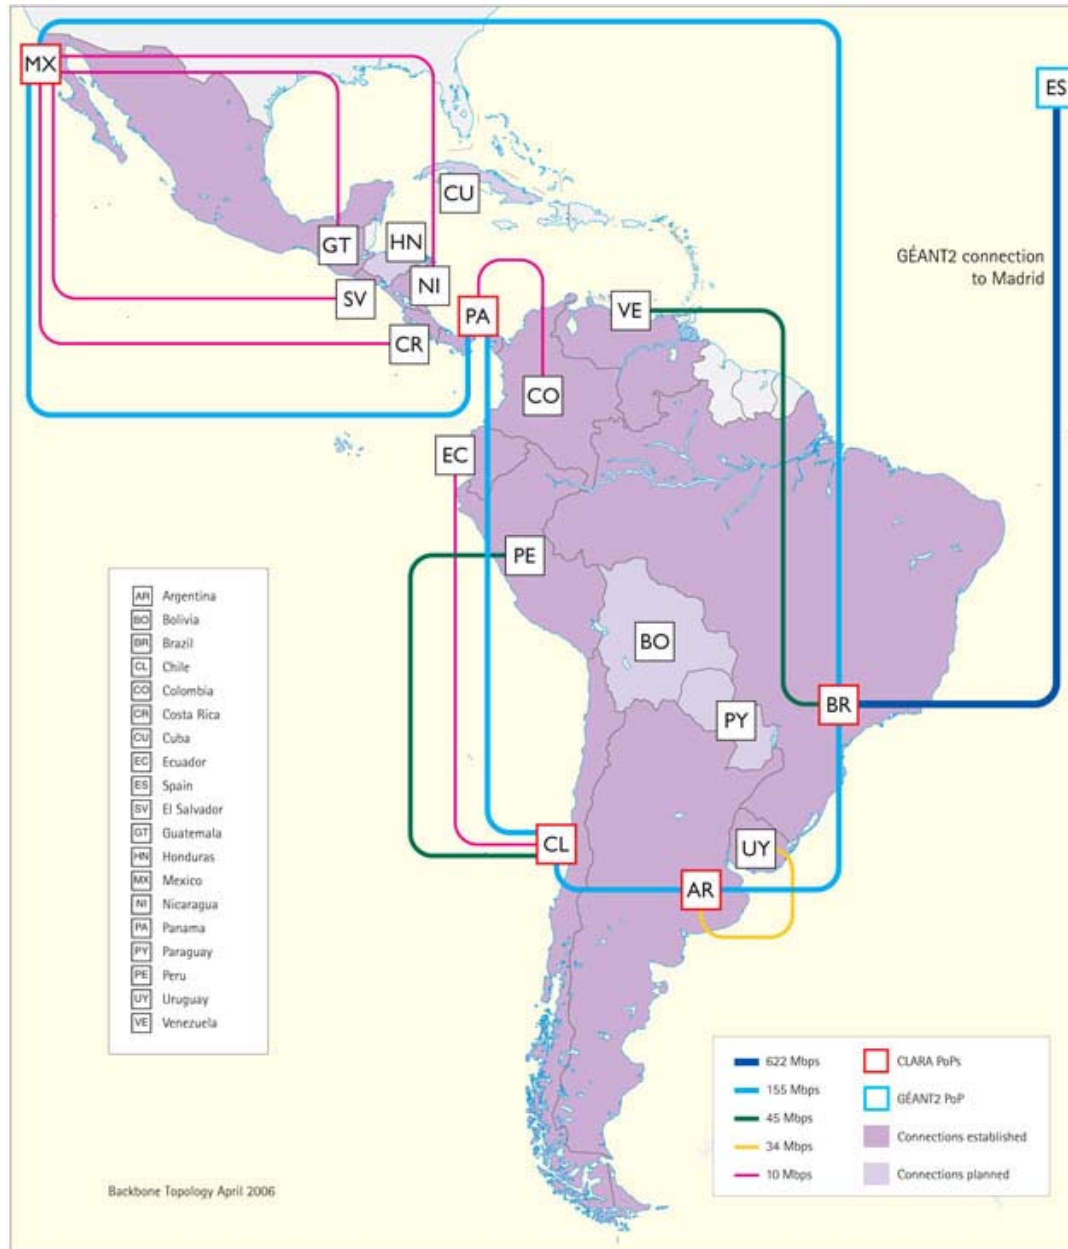 MX
ES
CU
GT
HN
GÉANT2 connection
to Madrid
NI
SV
PA
VE
CR
CO
EC
PE
BO
BR
PY
CL
UY
AR
AR Argentina
BO Bolivia
BR Brazil
CL Chile
CO Colombia
CR Costa Rica
CU Cuba
EC Ecuador
ES Spain
SV El Salvador
GT Guatemala
HN Honduras
MX Mexico
NI Nicaragua
PA Panama
PY Paraguay
PE Peru
UY Uruguay
VE Venezuela
622 Mbps
155 Mbps
45 Mbps
34 Mbps
10 Mbps
CLARA PoPs
GÉANT2 PoP
Connections established
Connections planned
Backbone Topology April 2006